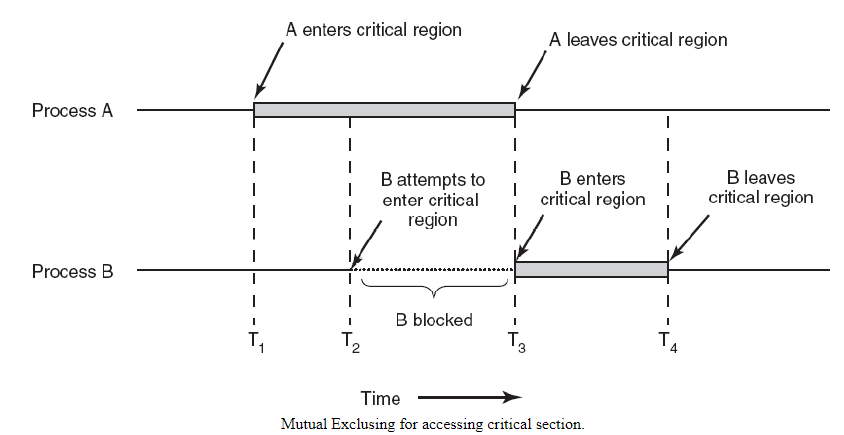 A enters critical region
A leaves critical region
Process A
B attempts to
enter critical
region
B enters
critical region
B leaves
critical region
Process B
B blocked
T1
T2
T3
T4
Time
Mutual Exclusing for accessing critical section.